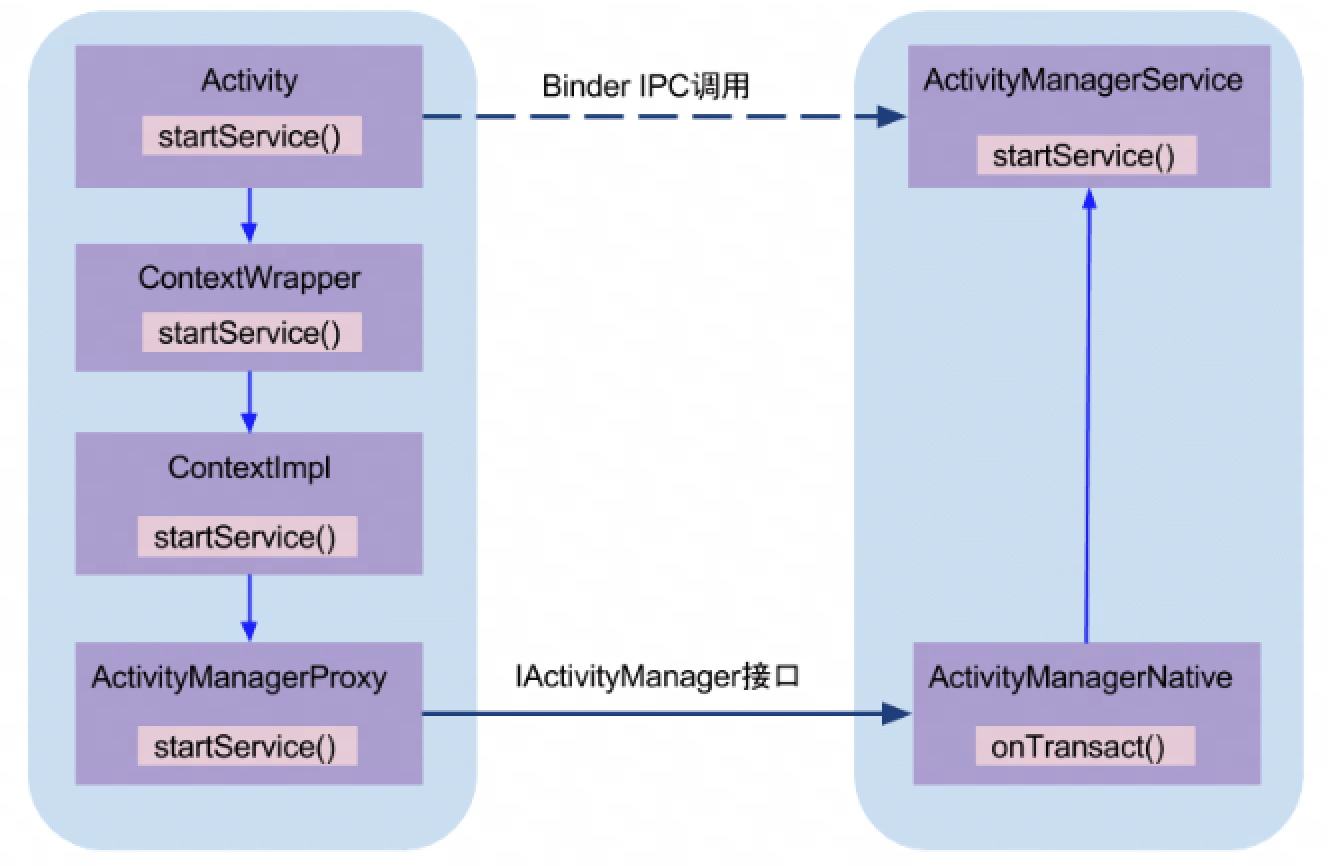 Activity
startService()
Binder IPC调用
ActivityManagerService
startService()
ContextWrapper
startService()
ContextImpl
startService()
ActivityManagerProxy
startService()
IActivityManager接口
ActivityManagerNative
onTransact()